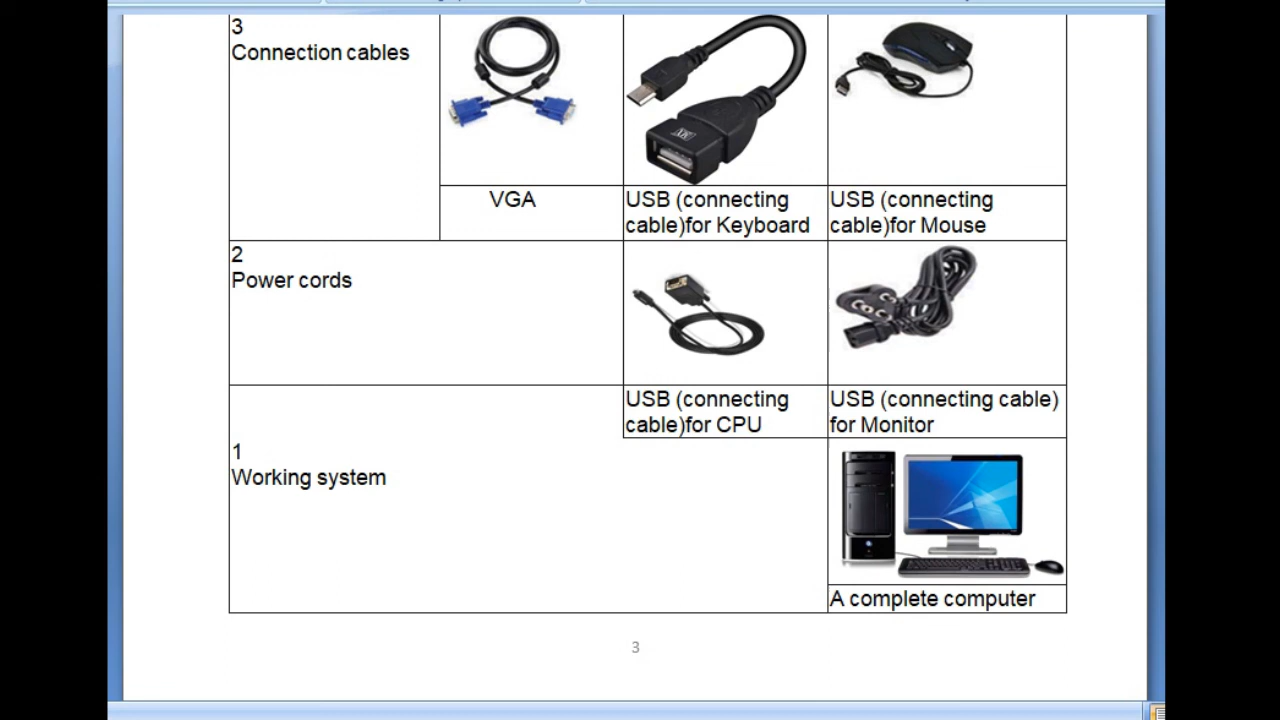 3
Connection cables
VGA
USB (connecting
cable)for Keyboard
USB (connecting
cable)for Mouse
2
Power cords
USB (connecting
cable)for CPU
USB (connecting cable)
for Monitor
1
Working system
A complete computer
3